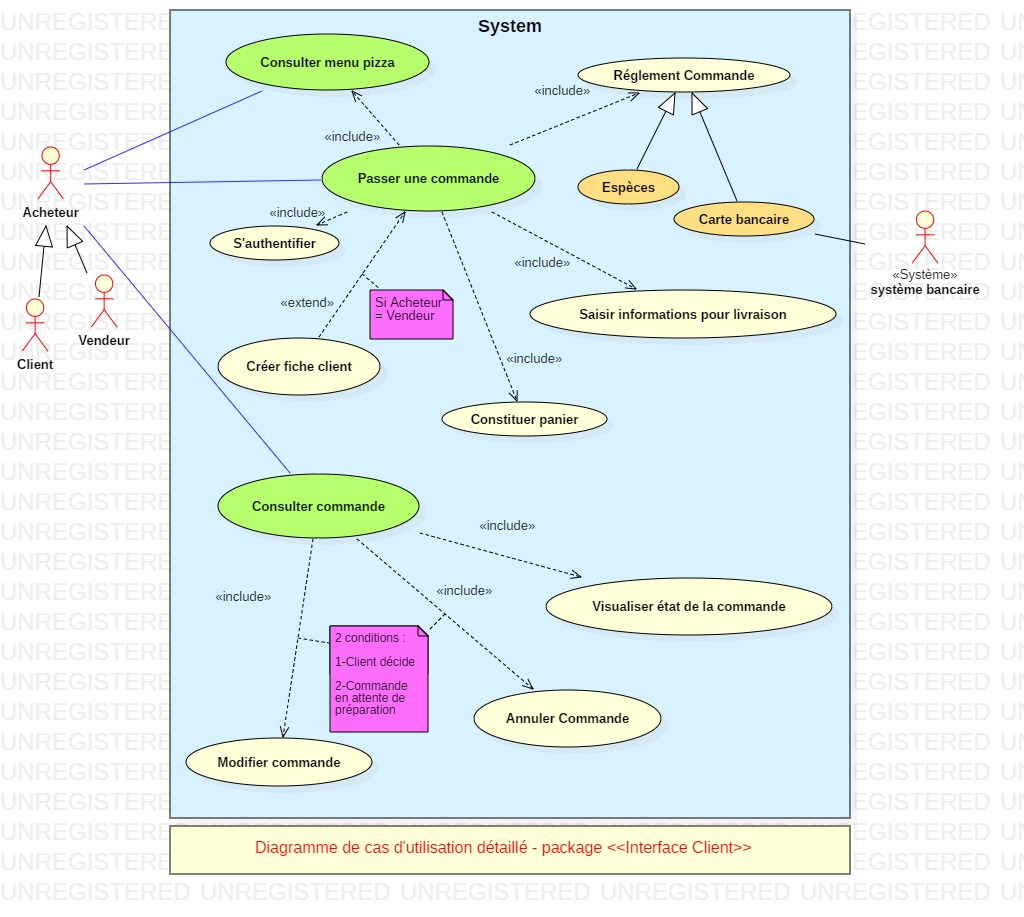 System
Consulter menu pizza
Réglement Commande
«include»
«include»
Passer une commande
Espèces
Carte bancaire
Acheteur
«include»
S'authentifier
«include»
«Système»
système bancaire
«extend»
Si Acheteur
= Vendeur
Saisir informations pour livraison
Vendeur
Client
Créer fiche client
«include»
Constituer panier
Consulter commande
«include»
«include»
«include»
Visualiser état de la commande
2 conditions :
1-Client décide
2-Commande
en attente de
préparation
Annuler Commande
Modifier commande
Diagramme de cas d'utilisation détaillé - package <<Interface Client>>
UNREGISTERED UNREGISTERED UNREGISTERED UNREGISTERED UNREGISTERED UN